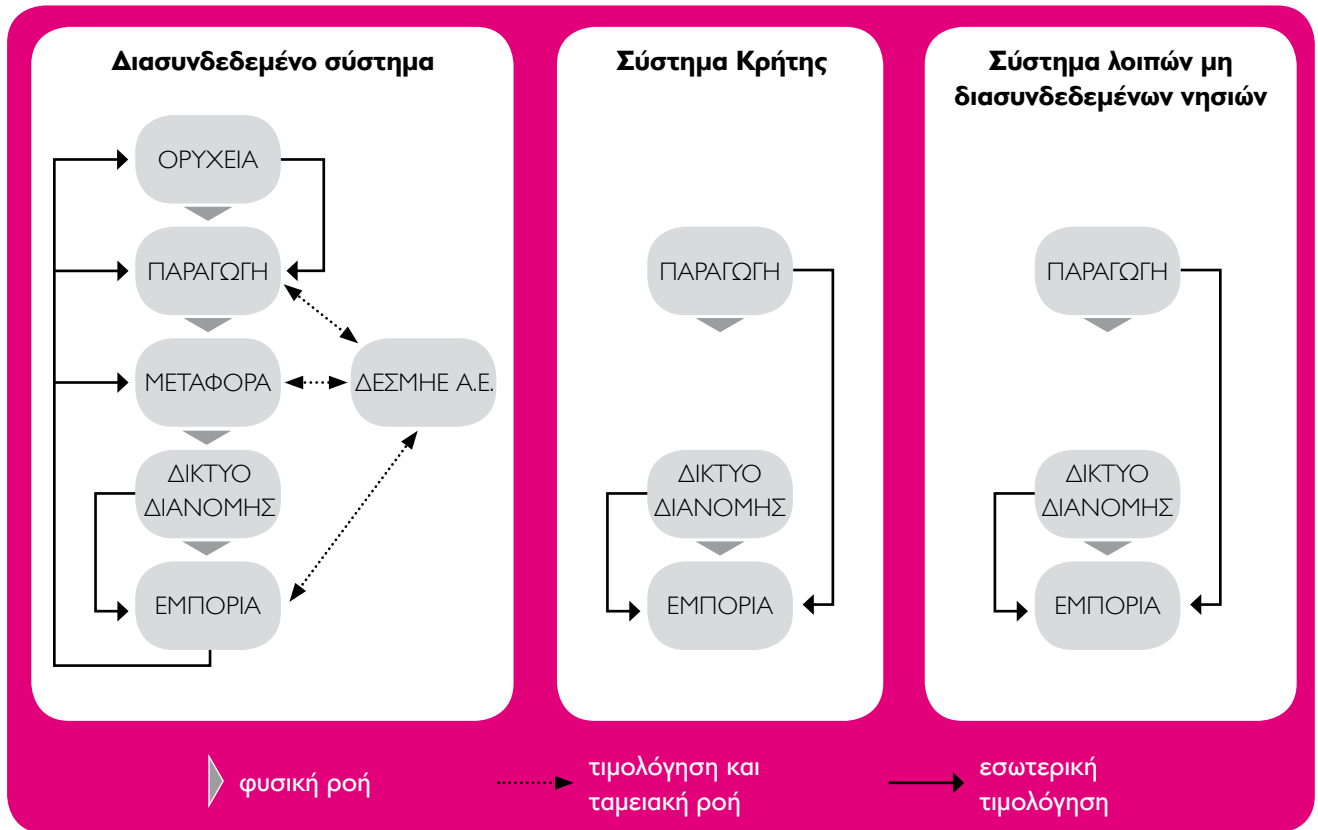 Διασυνδεδεμένο σύστημα
ΟΡΥΧΕΙΑ
ΠΑΡΑΓΩΓΗ
ΜΕΤΑΦΟΡΑ
ΔΕΣΜΗΕ Α.Ε.
ΔΙΚΤΥΟ
ΔΙΑΝΟΜΗΣ
ΕΜΠΟΡΙΑ
Σύστημα Κρήτης
ΠΑΡΑΓΩΓΗ
ΔΙΚΤΥΟ
ΔΙΑΝΟΜΗΣ
ΕΜΠΟΡΙΑ
Σύστημα λοιπών μη
διασυνδεδεμένων νησιών
ΠΑΡΑΓΩΓΗ
ΔΙΚΤΥΟ
ΔΙΑΝΟΜΗΣ
ΕΜΠΟΡΙΑ
φυσική ροή
τιμολόγηση και
ταμειακή ροή
εσωτερική
τιμολόγηση